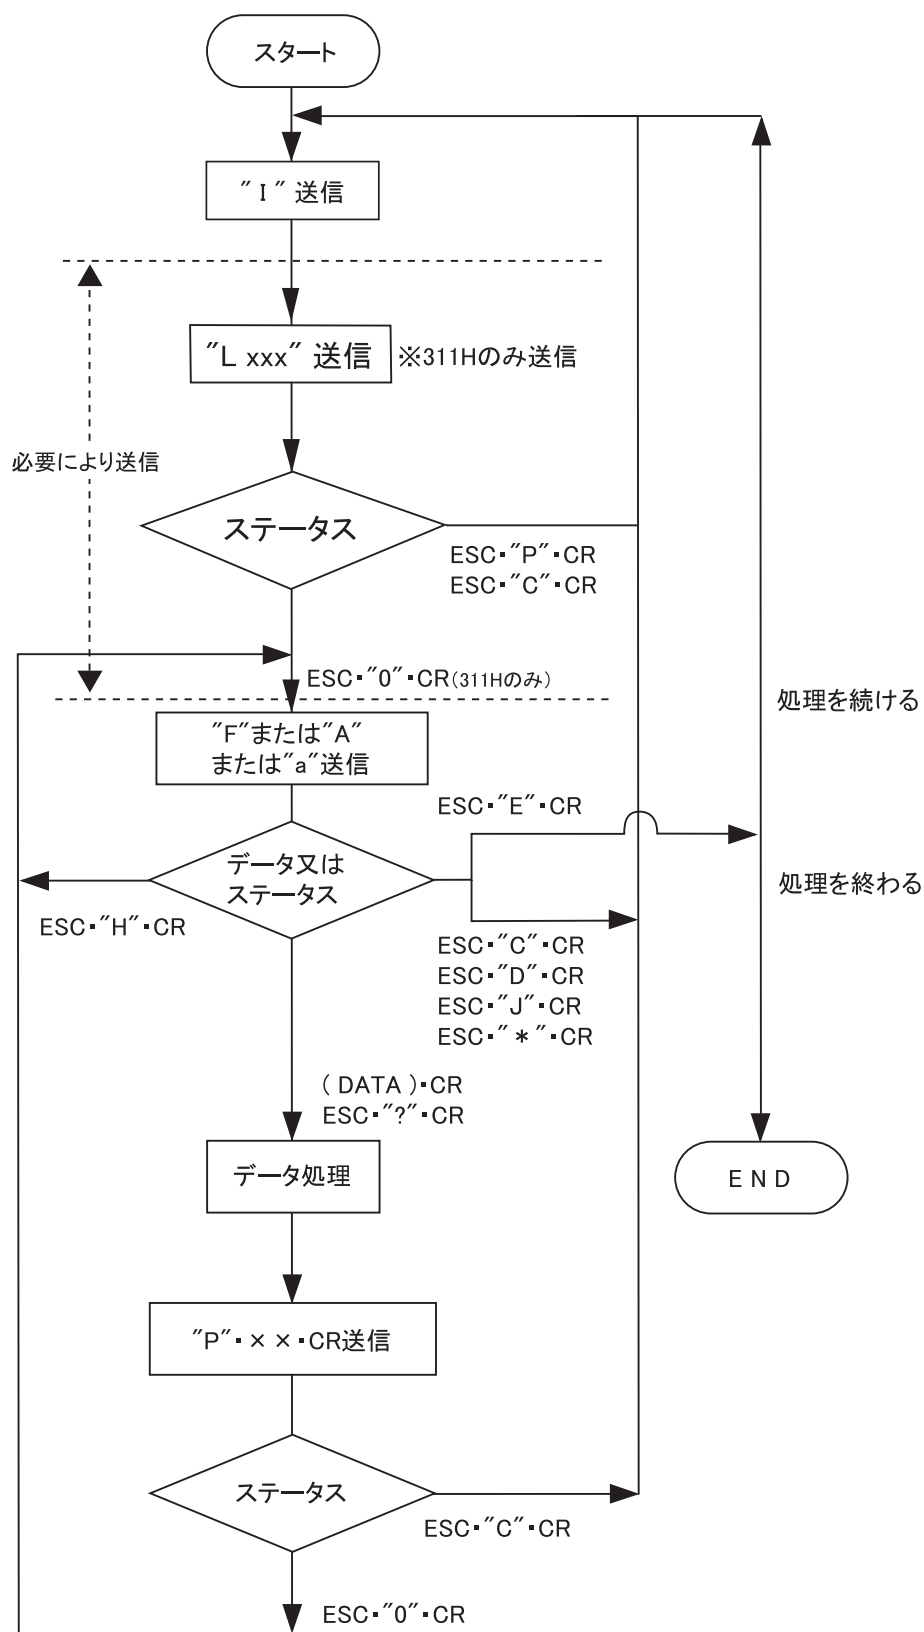 スタート
"I" 送信
"L xxx" 送信 ※311Hのみ送信
必要により送信
ステータス
ESC・"P"・CR
ESC・"C"・CR
ESC・"0"・CR(311Hのみ)
"F"または"A"
または"a"送信
処理を続ける
ESC・"E"・CR
データ又は
ステータス
処理を終わる
ESC・"H"・CR
ESC・"C"・CR
ESC・"D"・CR
ESC・"J"・CR
ESC・"*"・CR
( DATA )・CR
ESC・"?"・CR
データ処理
END
"P"・××・CR送信
ステータス
ESC・"C"・CR
ESC・"0"・CR